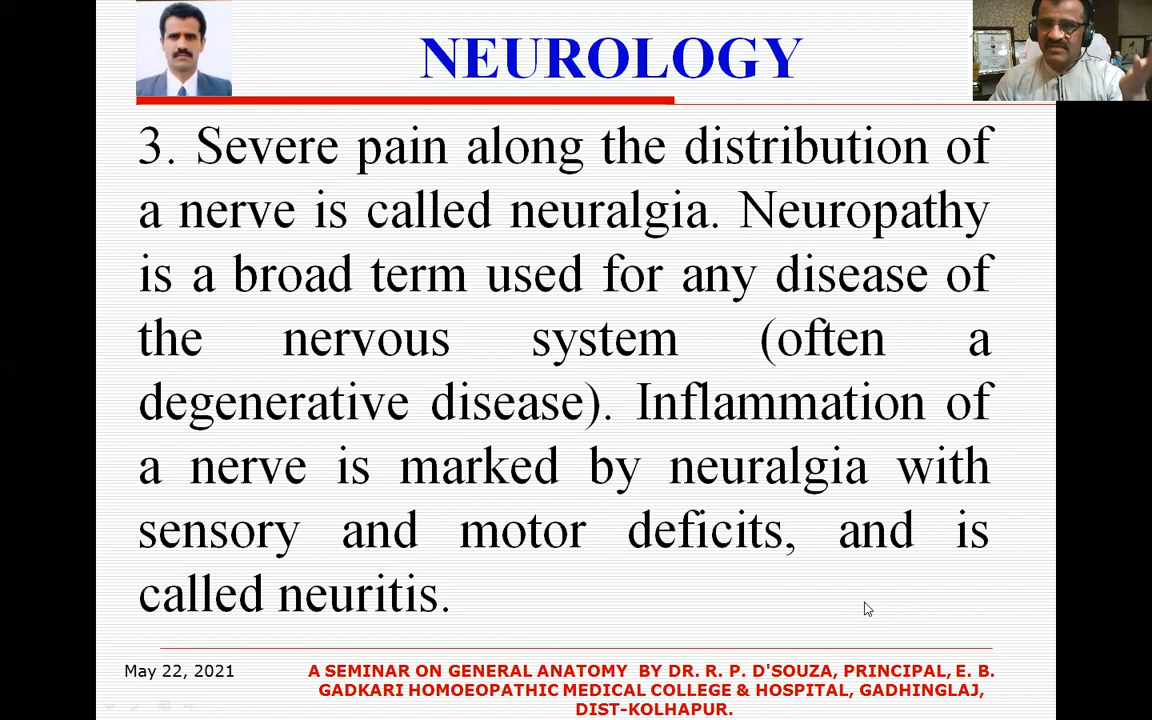 NEUROLOGY
3. Severe pain along the distribution of
a nerve is called neuralgia. Neuropathy
is a broad term used for any disease of
the nervous system (often a
degenerative disease). Inflammation of
a nerve is marked by neuralgia with
sensory and motor deficits, and is
called neuritis.
May 22, 2021
A SEMINAR ON GENERAL ANATOMY BY DR. R. P. D'SOUZA, PRINCIPAL, E. B.
GADKARI HOMOEOPATHIC MEDICAL COLLEGE & HOSPITAL, GADHINGLAJ,
DIST-KOLHAPUR.